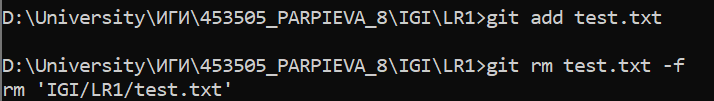 D:\University\ИГИ\453505_PARPIEVA_8\IGI\LR1>git add test.txt
D:\University\ИГИ\453505_PARPIEVA_8\IGI\LR1>git rm test.txt -f
rm 'IGI/LR1/test.txt'